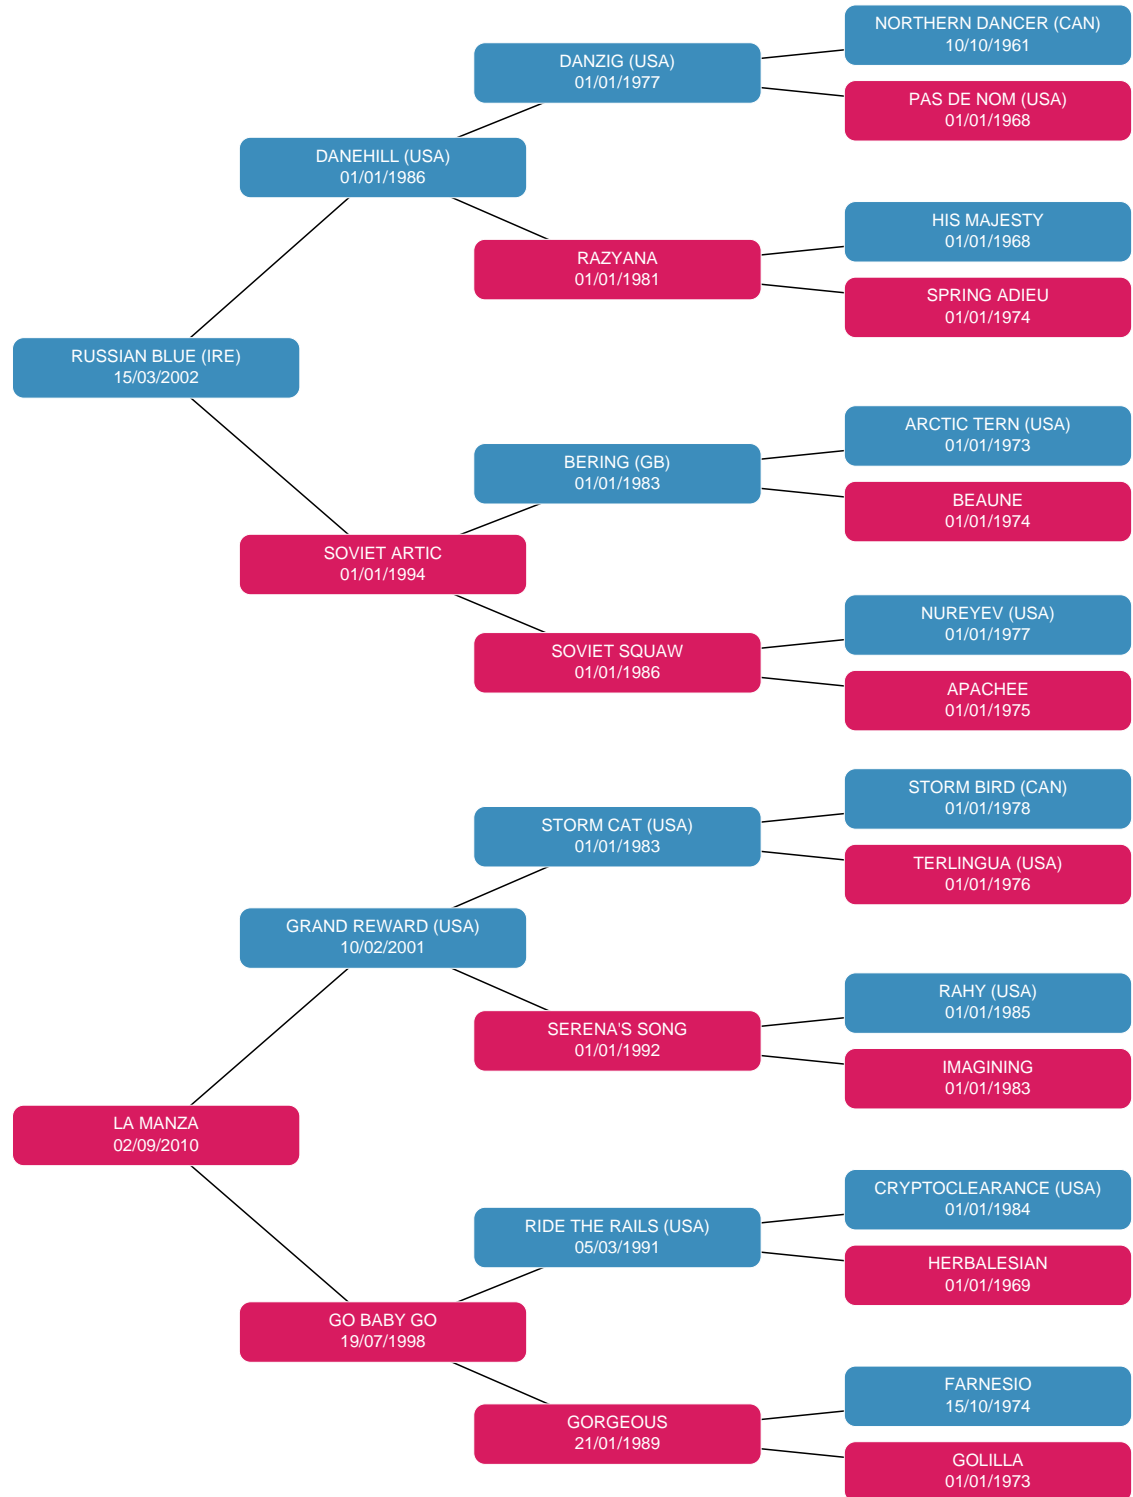 NORTHERN DANCER (CAN)
10/10/1961
DANZIG (USA)
01/01/1977
PAS DE NOM (USA)
01/01/1968
DANEHILL (USA)
01/01/1986
HIS MAJESTY
01/01/1968
RAZYANA
01/01/1981
SPRING ADIEU
01/01/1974
RUSSIAN BLUE (IRE)
15/03/2002
ARCTIC TERN (USA)
01/01/1973
BERING (GB)
01/01/1983
BEAUNE
01/01/1974
SOVIET ARTIC
01/01/1994
NUREYEV (USA)
01/01/1977
SOVIET SQUAW
01/01/1986
APACHEE
01/01/1975
STORM BIRD (CAN)
01/01/1978
STORM CAT (USA)
01/01/1983
TERLINGUA (USA)
01/01/1976
GRAND REWARD (USA)
10/02/2001
RAHY (USA)
01/01/1985
SERENA'S SONG
01/01/1992
IMAGINING
01/01/1983
LA MANZA
02/09/2010
CRYPTOCLEARANCE (USA)
01/01/1984
RIDE THE RAILS (USA)
05/03/1991
HERBALESIAN
01/01/1969
GO BABY GO
19/07/1998
FARNESIO
15/10/1974
GORGEOUS
21/01/1989
GOLILLA
01/01/1973